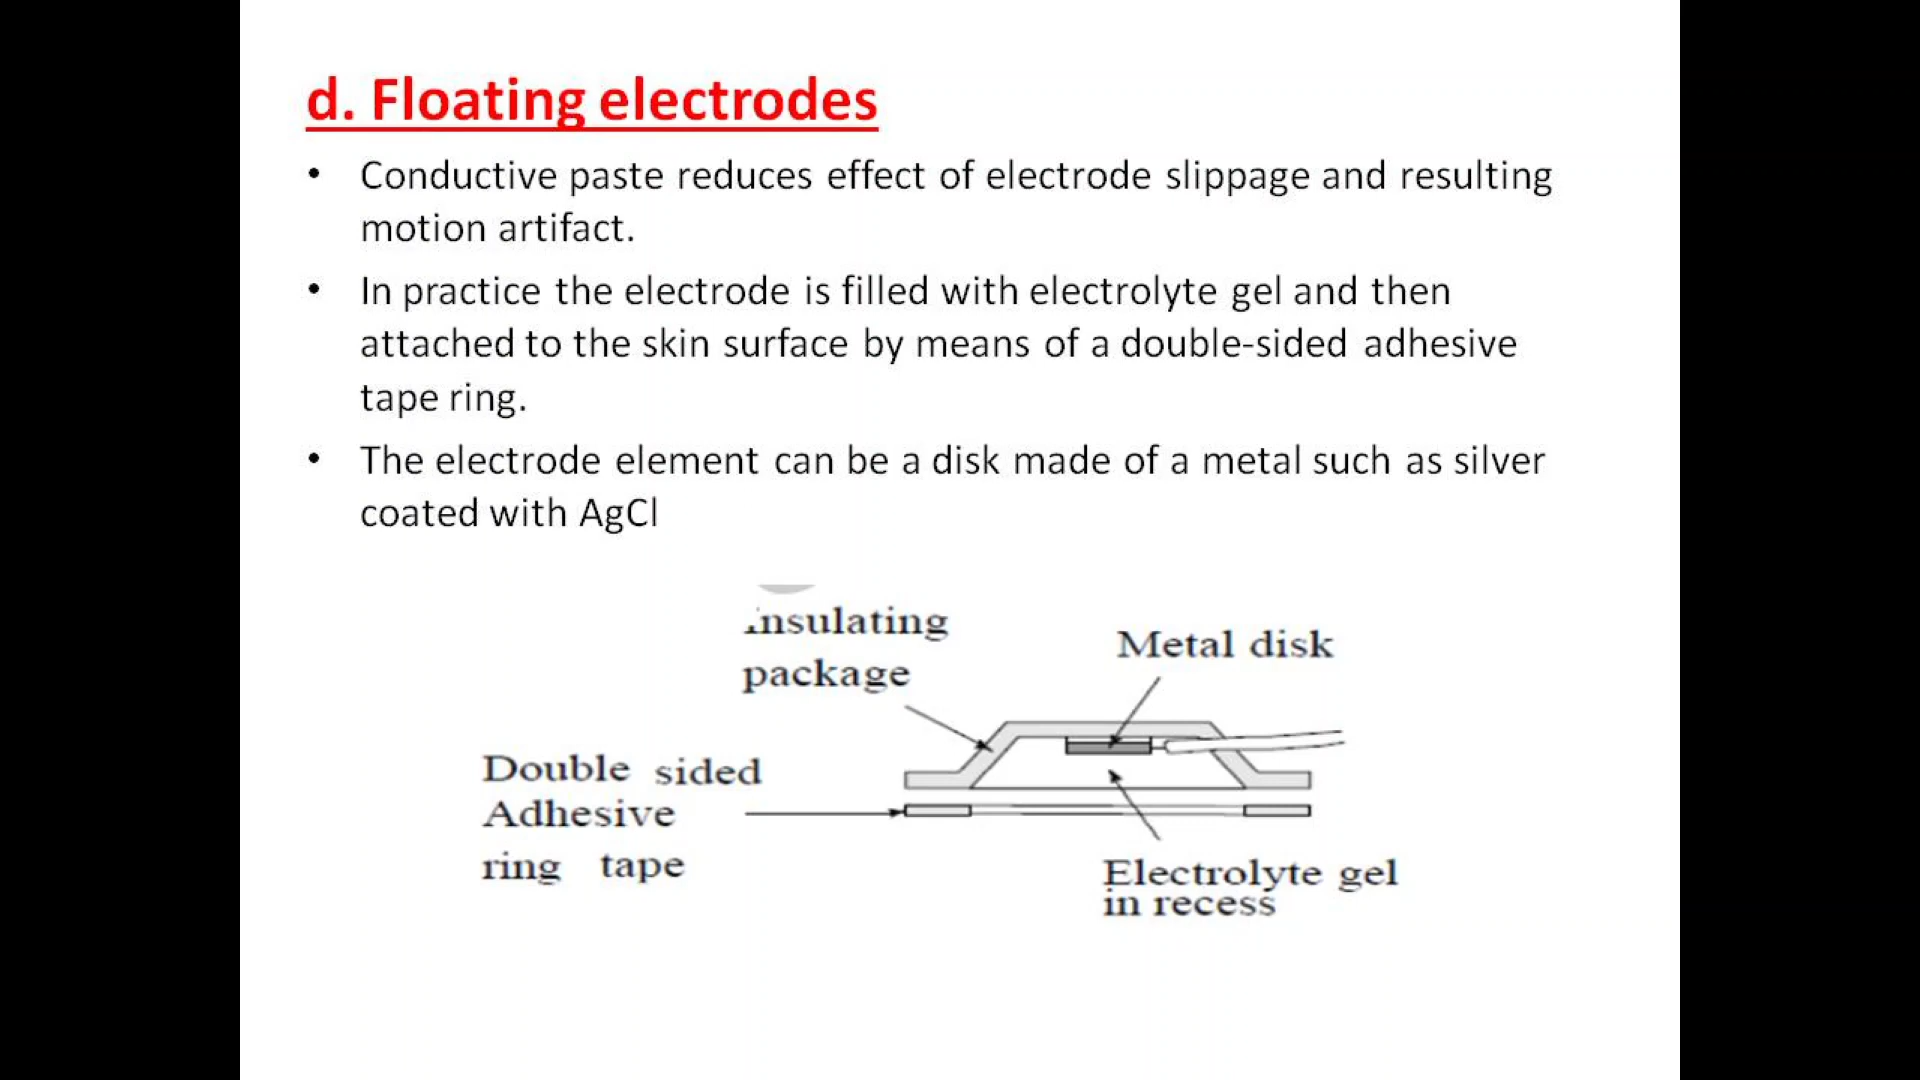 d. Floating electrodes
• Conductive paste reduces effect of electrode slippage and resulting
motion artifact.
• In practice the electrode is filled with electrolyte gel and then
attached to the skin surface by means of a double-sided adhesive
tape ring.
• The electrode element can be a disk made of a metal such as silver
coated with AgCl
Insulating
package
Metal disk
Double sided
Adhesive
ring tape
Electrolyte gel
in recess